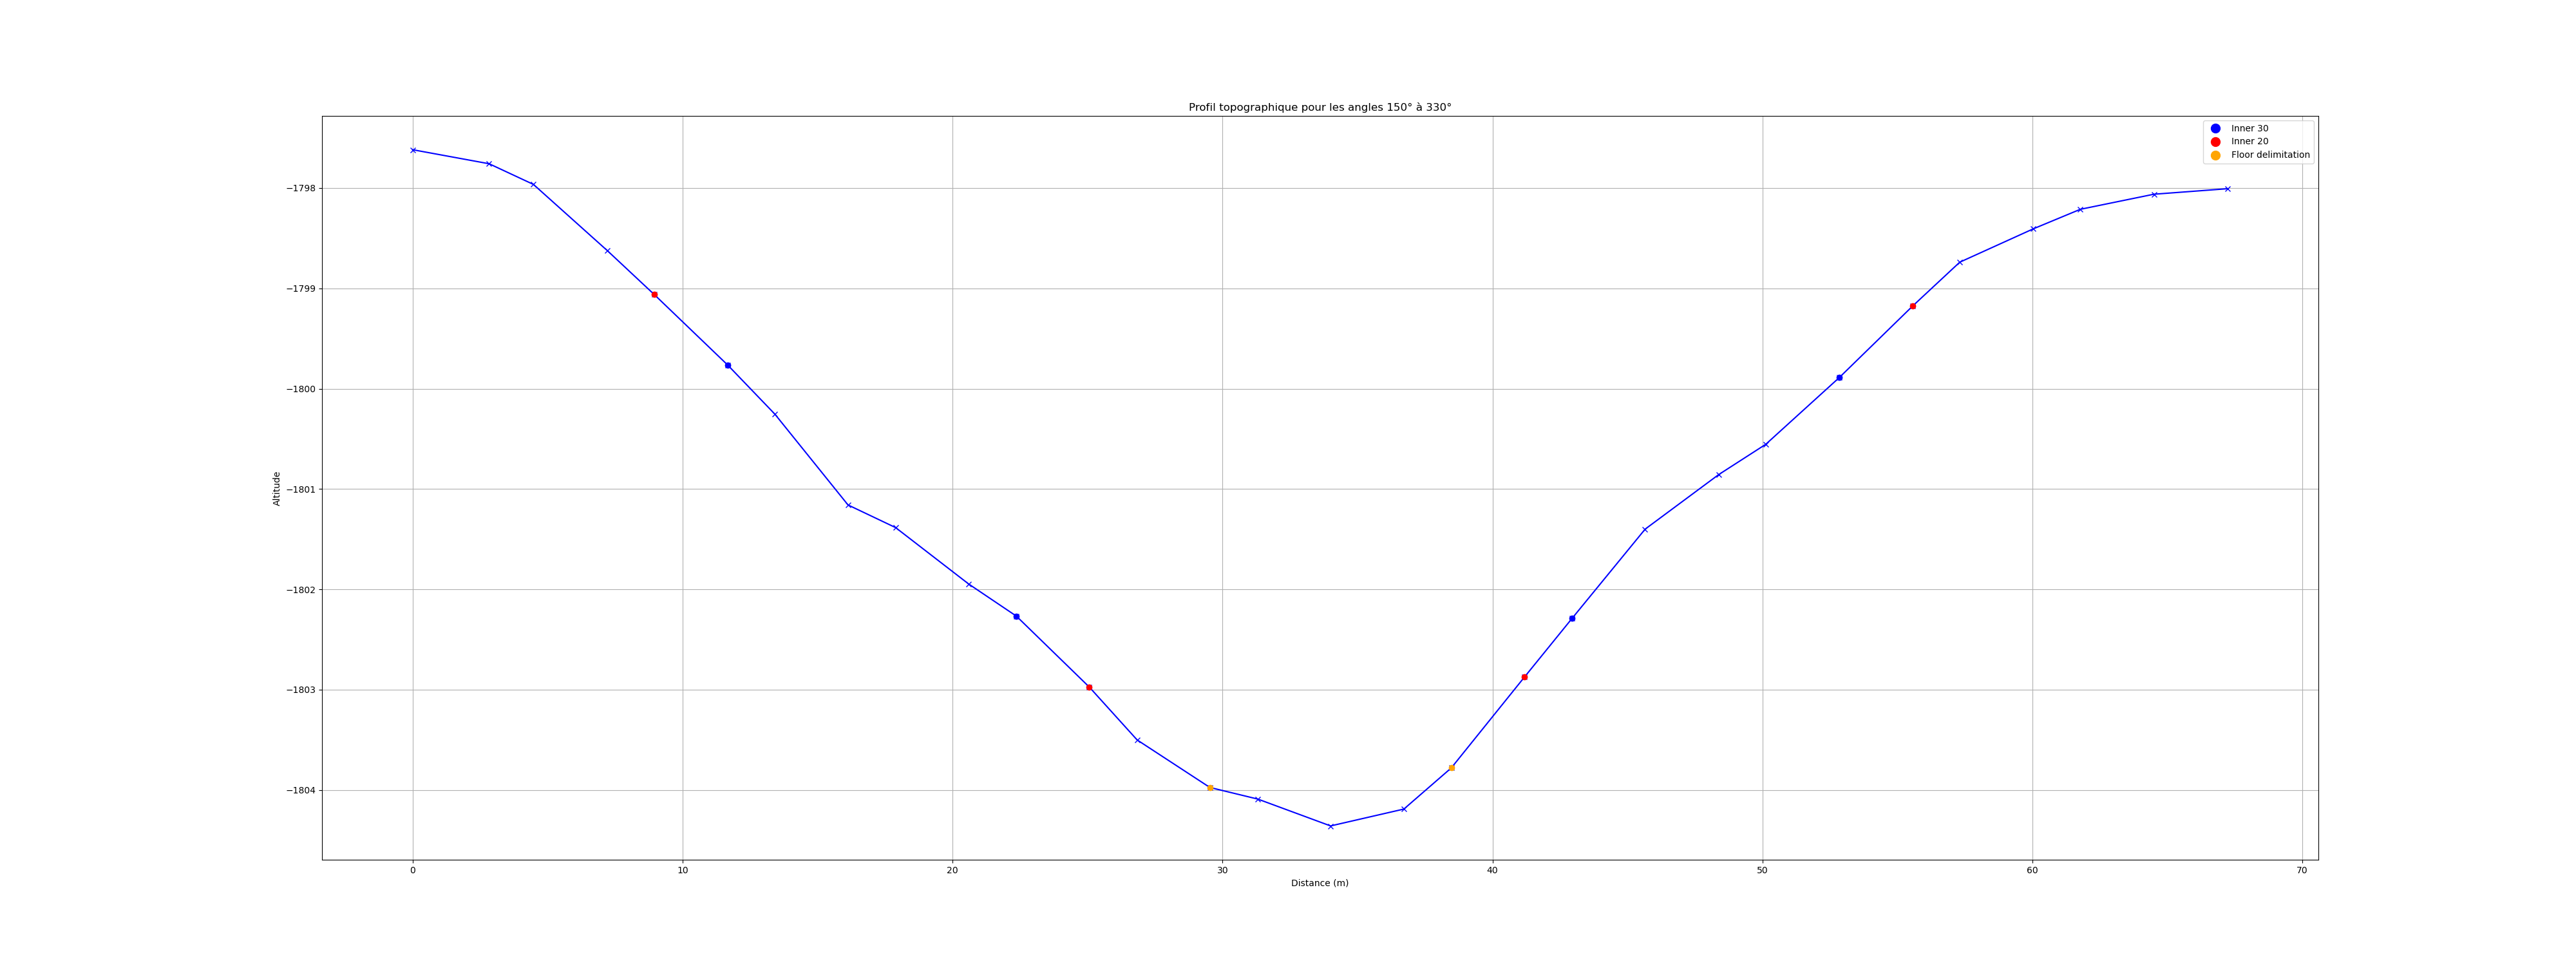 Profil topographique pour les angles 150° à 330°
Inner 30
Inner 20
Floor delimitation
−1798
−1799
−1800
−1801
−1802
−1803
−1804
Altitude
0 10 20 30 40 50 60 70
Distance (m)